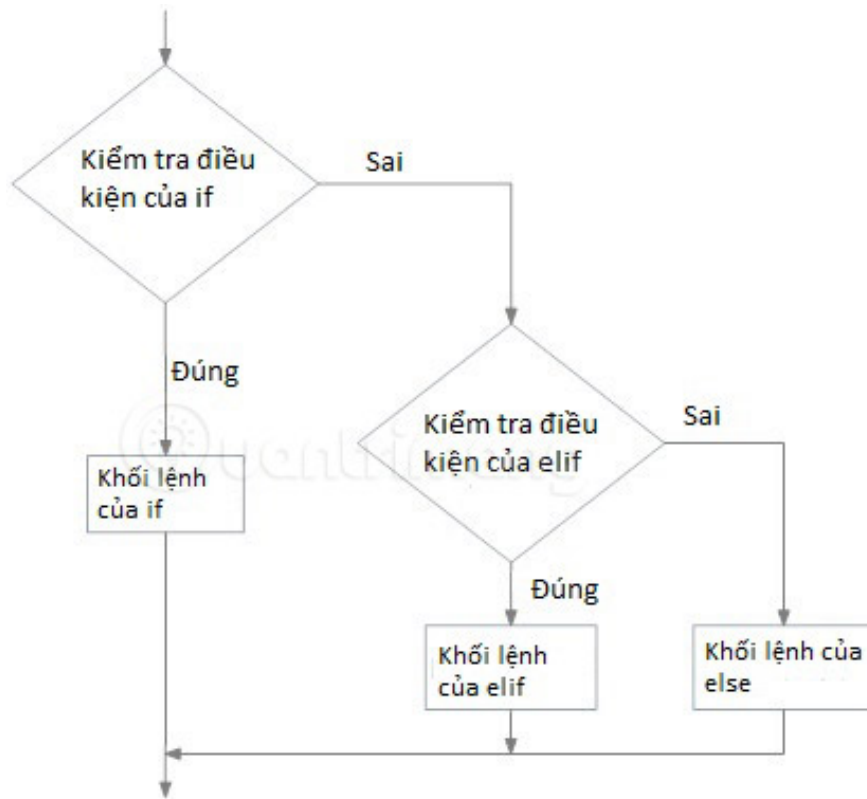 Kiểm tra điều
kiện của if
Sai
Đúng
Kiểm tra điều
kiện của elif
Sai
Khối lệnh
của if
Đúng
Khối lệnh
của elif
Khối lệnh của
else